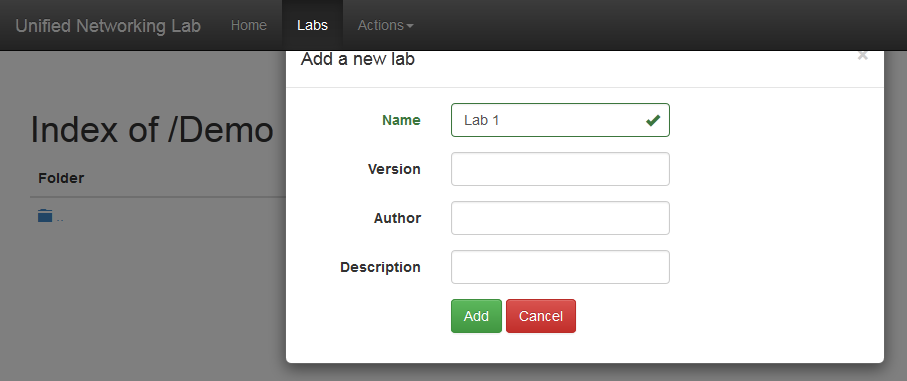 Unified Networking Lab Home Labs Actions
Add a new lab ×
Index of /Demo
Folder
..
Name Lab 1
Version
Author
Description
Add Cancel